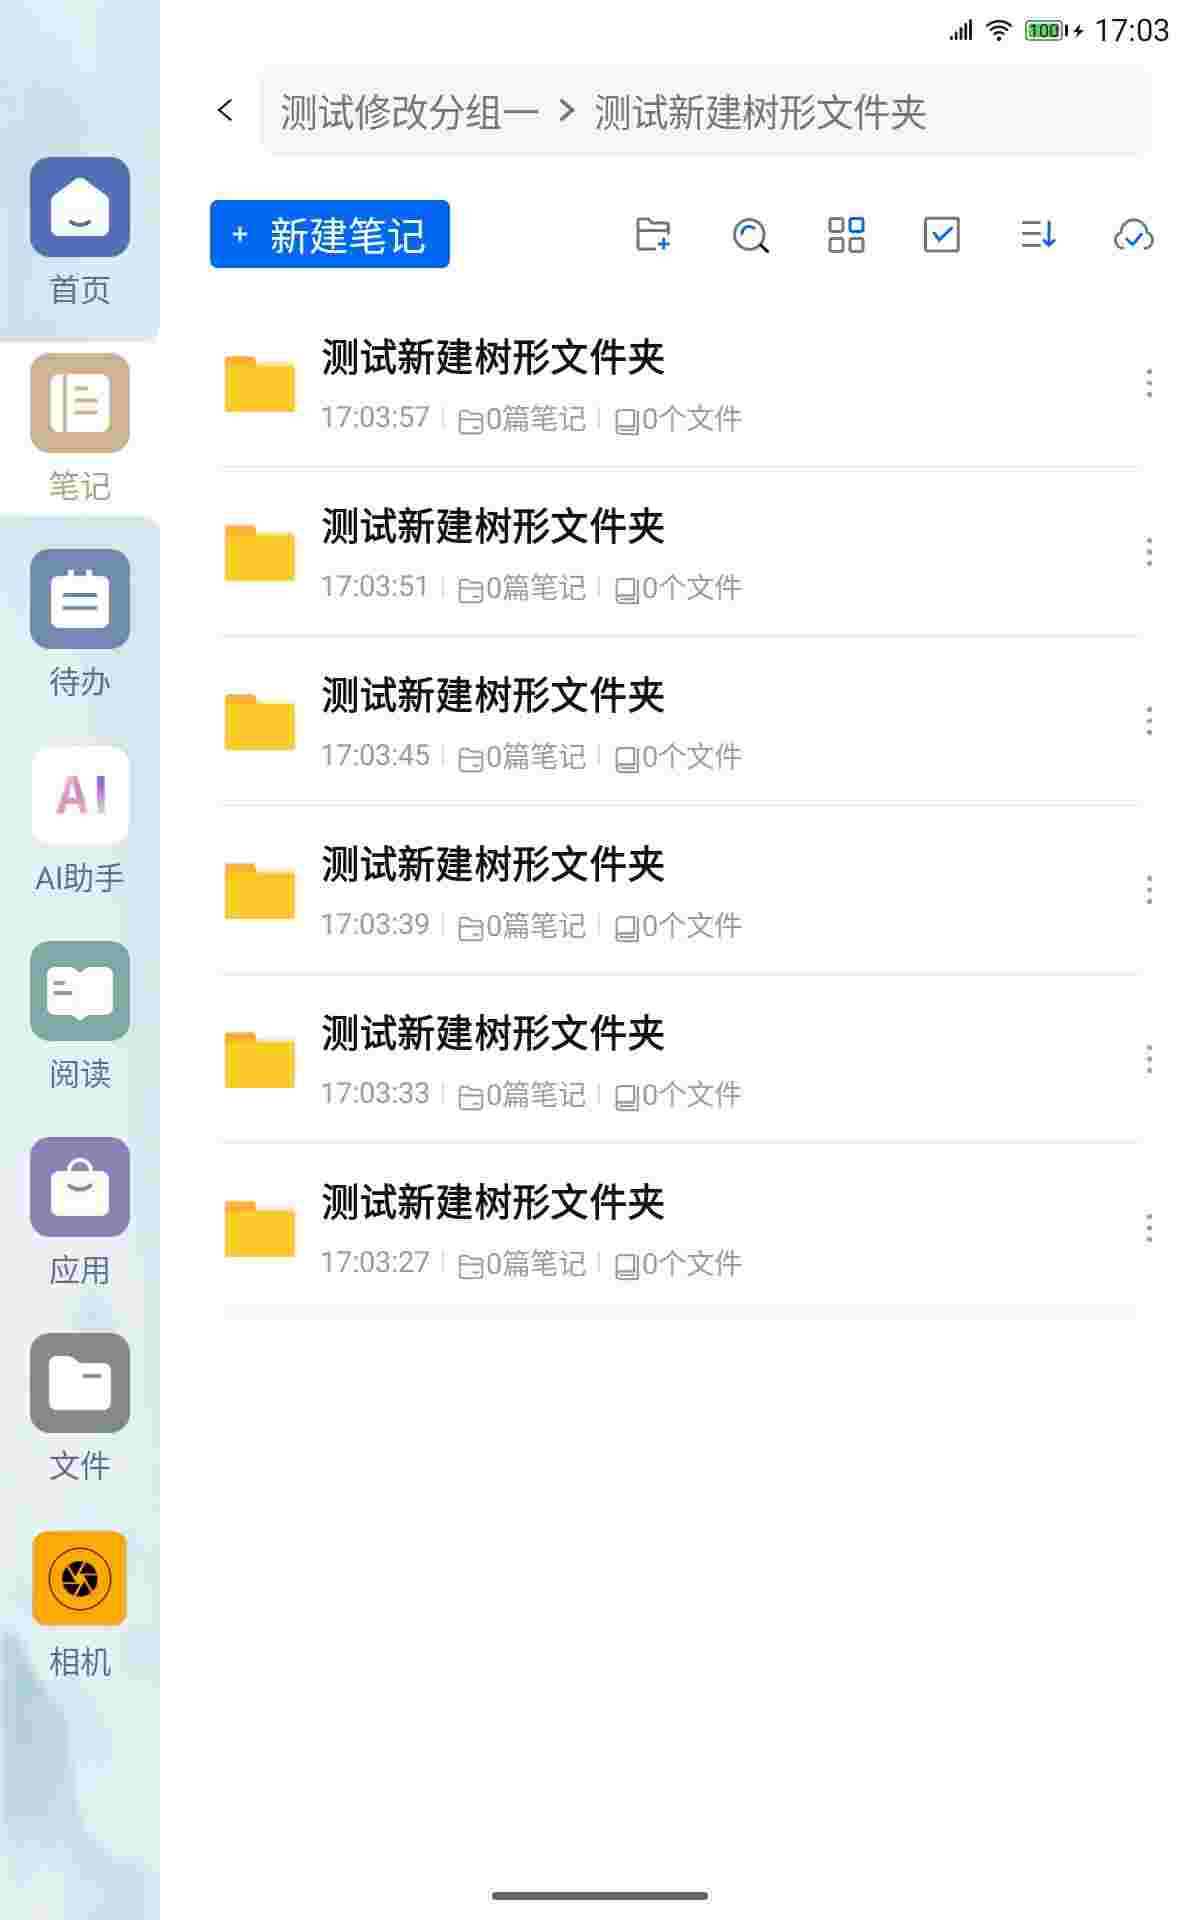 100 17:03
测试修改分组一 > 测试新建树形文件夹
+ 新建笔记
首页
笔记
待办
AI
AI助手
阅读
应用
文件
相机
测试新建树形文件夹
17:03:57 0篇笔记 0个文件
测试新建树形文件夹
17:03:51 0篇笔记 0个文件
测试新建树形文件夹
17:03:45 0篇笔记 0个文件
测试新建树形文件夹
17:03:39 0篇笔记 0个文件
测试新建树形文件夹
17:03:33 0篇笔记 0个文件
测试新建树形文件夹
17:03:27 0篇笔记 0个文件